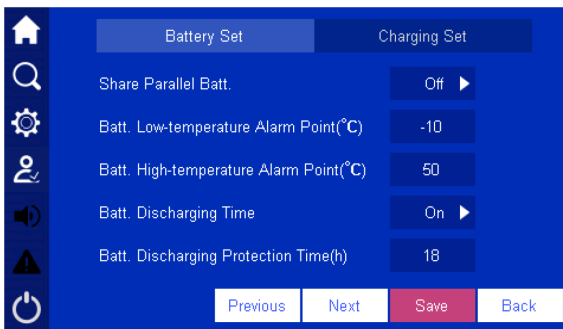 Battery Set Charging Set
Share Parallel Batt. Off
Batt. Low-temperature Alarm Point(°C) -10
Batt. High-temperature Alarm Point(°C) 50
Batt. Discharging Time On
Batt. Discharging Protection Time(h) 18
Previous Next Save Back